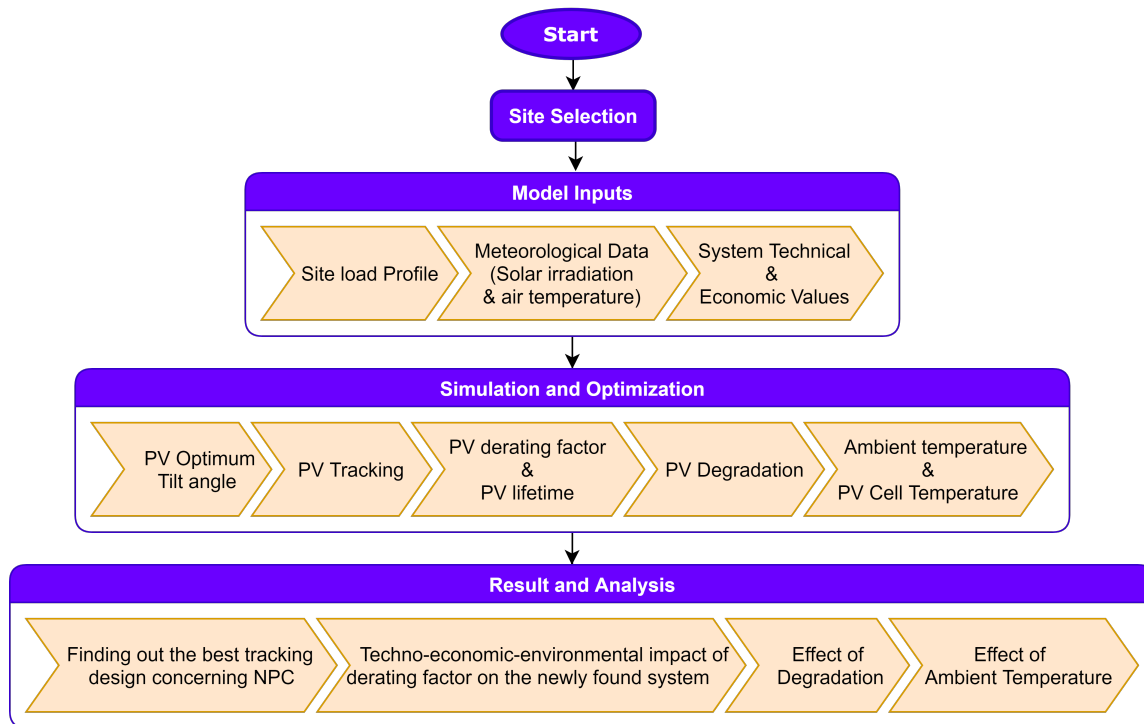 Start
Site Selection
Model Inputs
Site load Profile
Meteorological Data
(Solar irradiation
& air temperature)
System Technical
&
Economic Values
Simulation and Optimization
PV Optimum
Tilt angle
PV Tracking
PV derating factor
&
PV lifetime
PV Degradation
Ambient temperature
&
PV Cell Temperature
Result and Analysis
Finding out the best tracking
design concerning NPC
Techno-economic-environmental impact of
derating factor on the newly found system
Effect of
Degradation
Effect of
Ambient Temperature